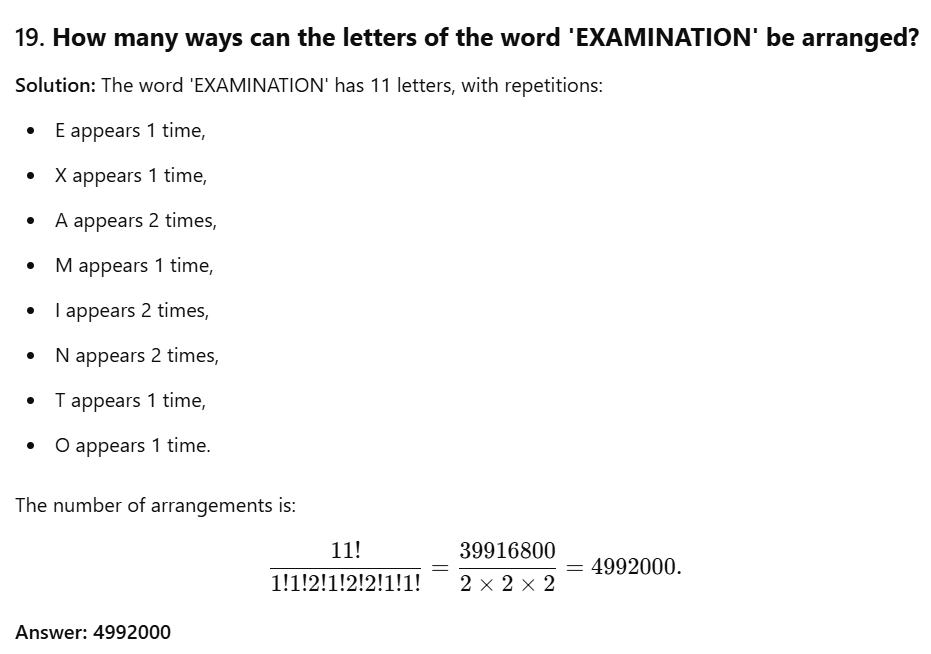 19. How many ways can the letters of the word 'EXAMINATION' be arranged?
Solution: The word 'EXAMINATION' has 11 letters, with repetitions:
• E appears 1 time,
• X appears 1 time,
• A appears 2 times,
• M appears 1 time,
• I appears 2 times,
• N appears 2 times,
• T appears 1 time,
• O appears 1 time.
The number of arrangements is:
11! / 1!1!2!1!2!2!1!1! = 39916800 / 2 × 2 × 2 = 4992000.
Answer: 4992000